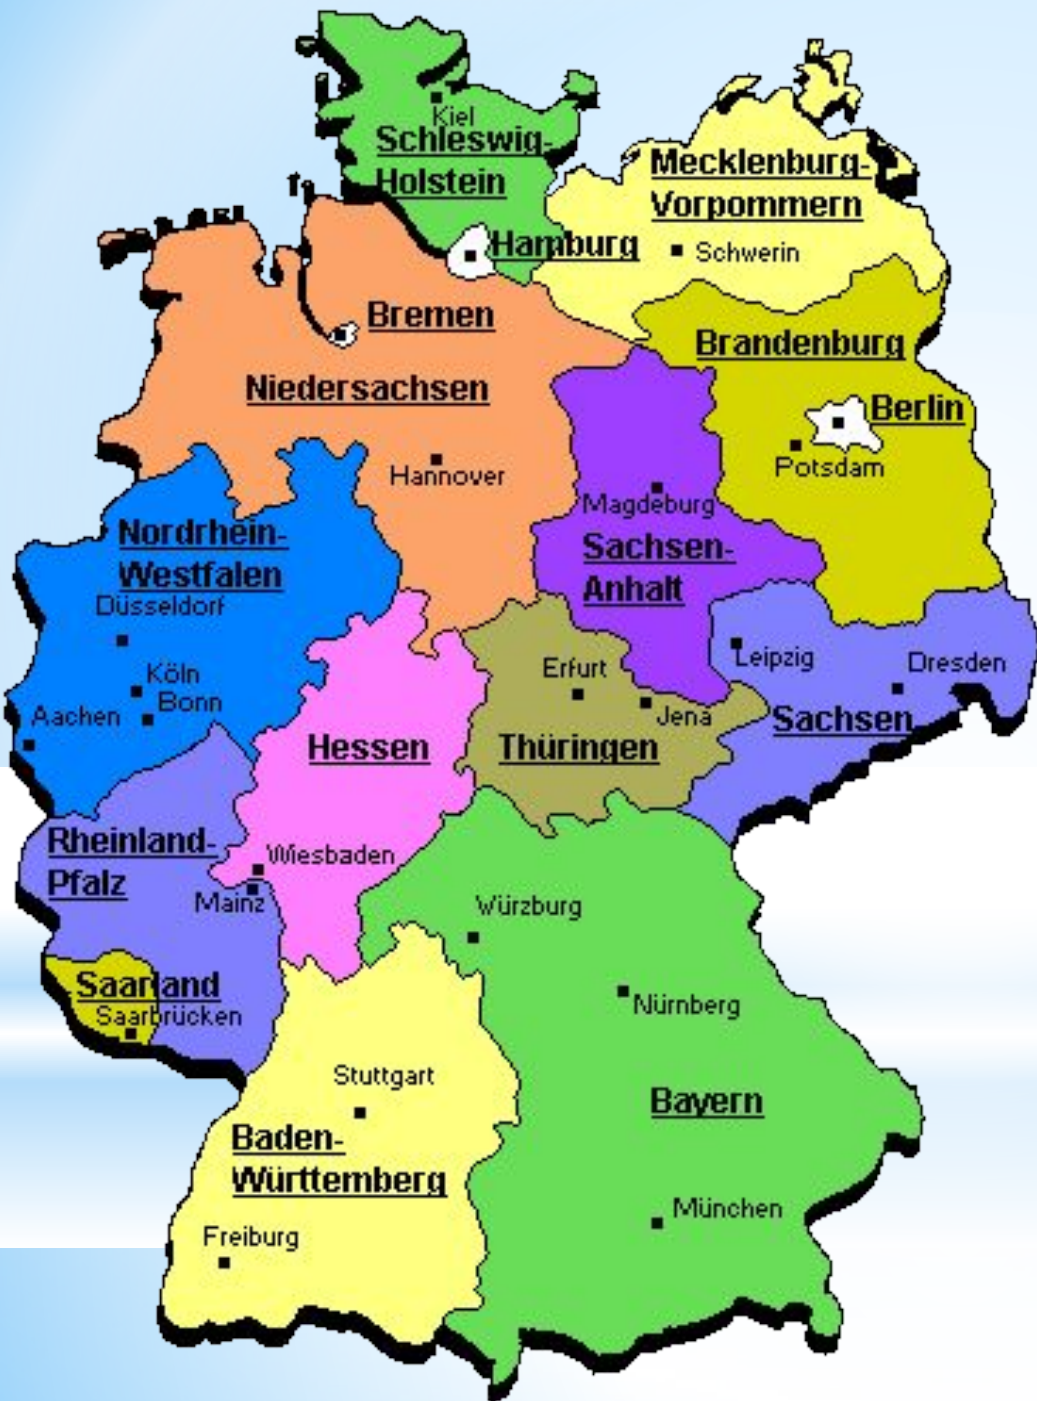 Kiel
Schleswig-
Holstein
Mecklenburg-
Vorpommern
Hamburg
Schwerin
Bremen
Brandenburg
Niedersachsen
Berlin
Hannover
Potsdam
Magdeburg
Nordrhein-
Westfalen
Sachsen-
Anhalt
Düsseldorf
Köln
Bonn
Aachen
Erfurt
Leipzig
Dresden
Jena
Sachsen
Hessen
Thüringen
Rheinland-
Pfalz
Wiesbaden
Mainz
Würzburg
Saarland
Saarbrücken
Nürnberg
Stuttgart
Bayern
Baden-
Württemberg
München
Freiburg